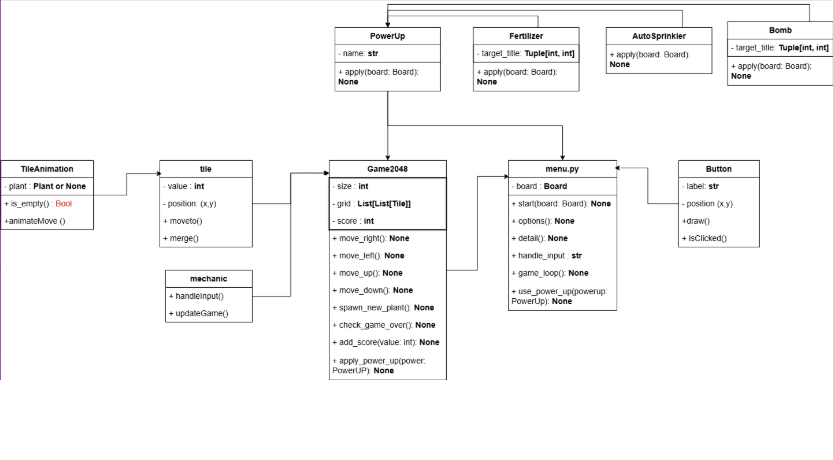 PowerUp
- name: str
+ apply(board: Board):
None
Fertilizer
- target_title: Tuple[int, int]
+ apply(board: Board):
None
AutoSprinkler
+ apply(board: Board):
None
Bomb
- target_title: Tuple[int, int]
+ apply(board: Board):
None
TileAnimation
- plant : Plant or None
+ is_empty() : Bool
+animateMove ()
tile
- value : int
- position: (x,y)
+ moveto()
+ merge()
mechanic
+ handleInput()
+ updateGame()
Game2048
- size : int
- grid : List[List[Tile]]
- score : int
+ move_right(): None
+ move_left(): None
+ move_up(): None
+ move_down(): None
+ spawn_new_plant(): None
+ check_game_over(): None
+ add_score(value: int): None
+ apply_power_up(power:
PowerUP): None
menu.py
- board : Board
+ start(board: Board): None
+ options(): None
+ detail(): None
+ handle_input : str
+ game_loop(): None
+ use_power_up(powerup:
PowerUp): None
Button
- label: str
- position (x,y)
+draw()
+ isClicked()